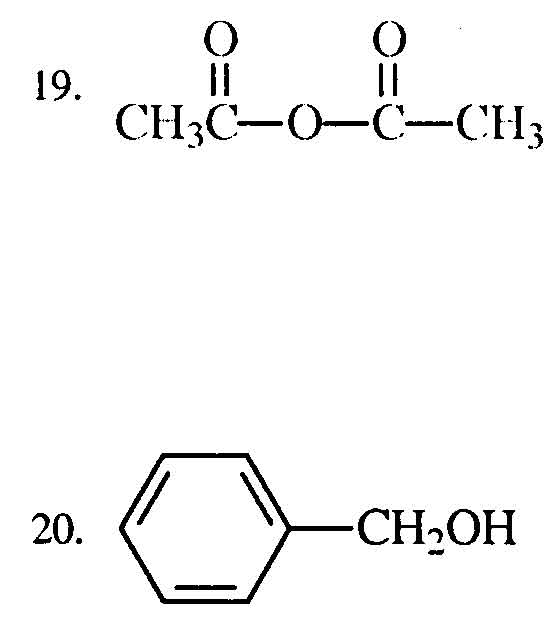 O O
19. CH₃C—O—C—CH₃
20. CH₂OH